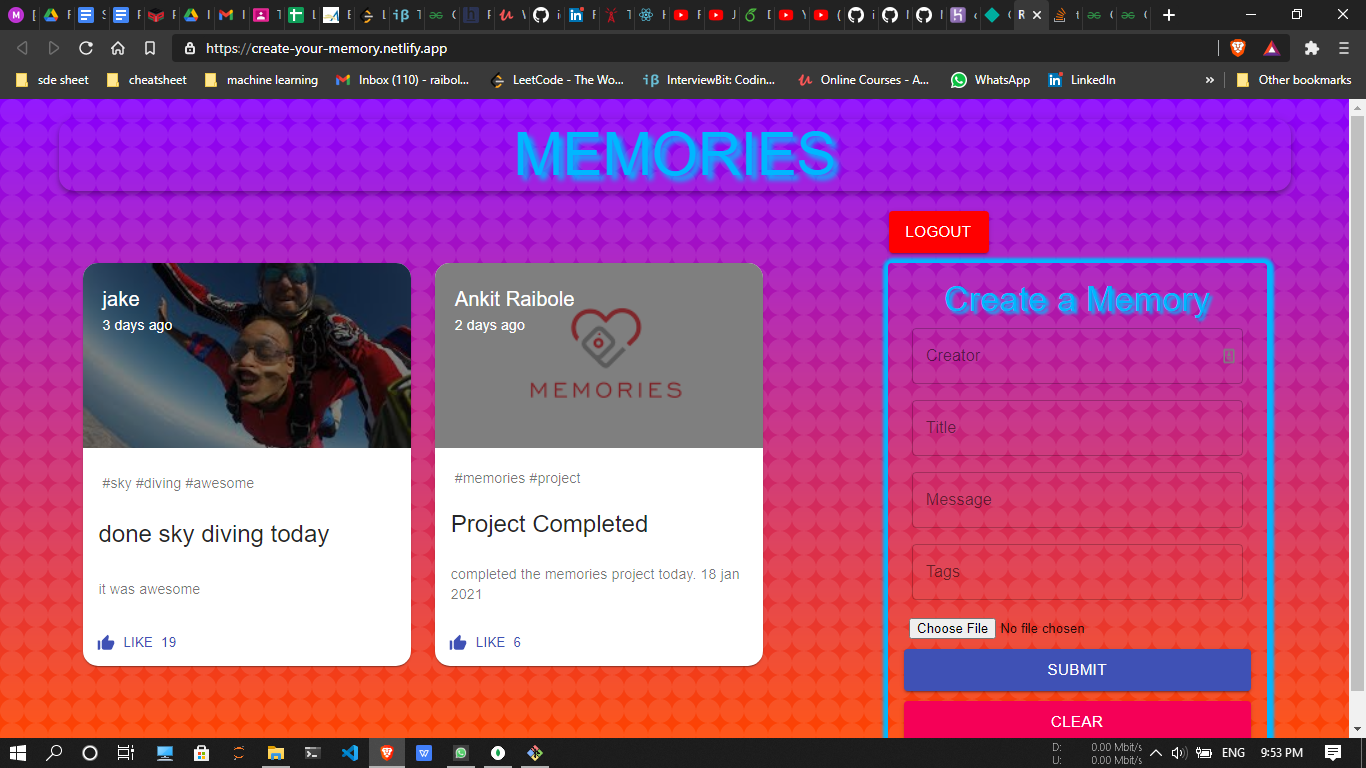 https://create-your-memory.netlify.app
sde sheet
cheatsheet
machine learning
Inbox (110) - raibol...
LeetCode - The Wo...
InterviewBit: Codin...
Online Courses - A...
WhatsApp
LinkedIn
»
Other bookmarks
MEMORIES
LOGOUT
jake
3 days ago
#sky #diving #awesome
done sky diving today
it was awesome
LIKE 19
Ankit Raibole
2 days ago
MEMORIES
#memories #project
Project Completed
completed the memories project today. 18 jan
2021
LIKE 6
Create a Memory
Creator
Title
Message
Tags
Choose File No file chosen
SUBMIT
CLEAR
D: 0.00 Mbit/s
U: 0.00 Mbit/s
ENG
9:53 PM